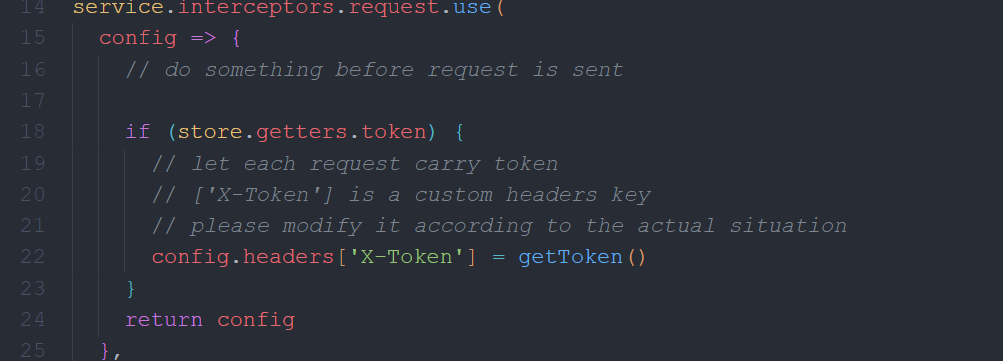 14 service.interceptors.request.use(
15 config => {
16 // do something before request is sent
17
18 if (store.getters.token) {
19 // let each request carry token
20 // ['X-Token'] is a custom headers key
21 // please modify it according to the actual situation
22 config.headers['X-Token'] = getToken()
23 }
24 return config
25 },